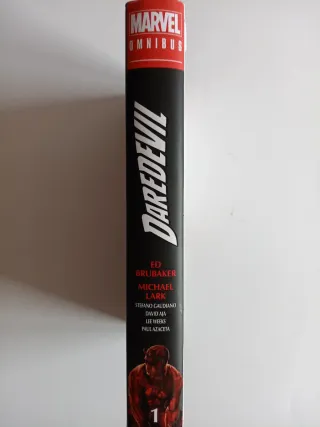 MARVEL
OMNIBUS
DAREDEVIL
ED
BRUBAKER
MICHAEL
LARK
STEFANO GAUDIANO
DAVID AJA
LEE WEEKS
PAUL AZACETA
1